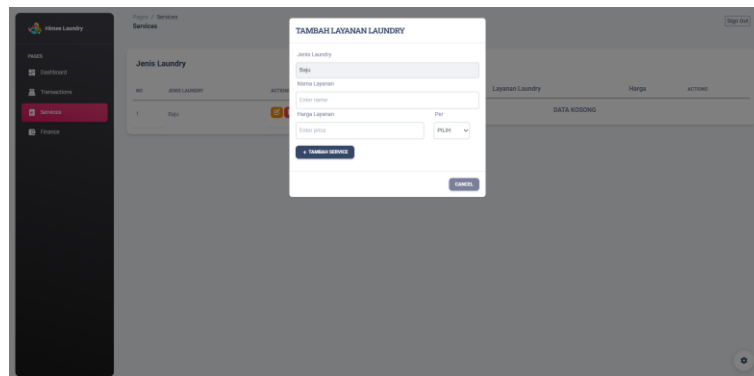 Himes Laundry
Pages / Services
Services
Sign Out
PAGES
Dashboard
Transactions
Services
Finance
Jenis Laundry
NO JENIS LAUNDRY ACTIONS
1 Baju
Layanan Laundry Harga ACTIONS
DATA KOSONG
TAMBAH LAYANAN LAUNDRY
Jenis Laundry
Baju
Nama Layanan
Enter name
Harga Layanan Per
Enter price PILIH
+ TAMBAH SERVICE
CANCEL